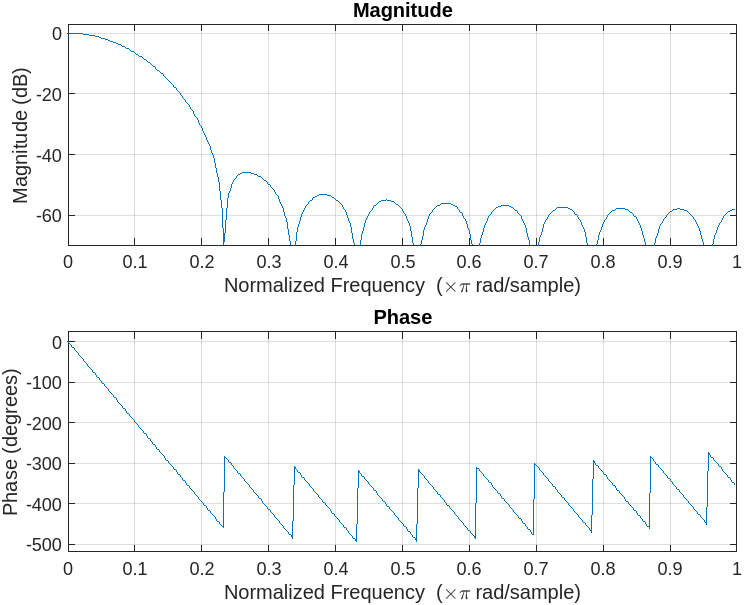 Magnitude
0
-20
-40
-60
Magnitude (dB)
0 0.1 0.2 0.3 0.4 0.5 0.6 0.7 0.8 0.9 1
Normalized Frequency (×π rad/sample)
Phase
0
-100
-200
-300
-400
-500
Phase (degrees)
0 0.1 0.2 0.3 0.4 0.5 0.6 0.7 0.8 0.9 1
Normalized Frequency (×π rad/sample)